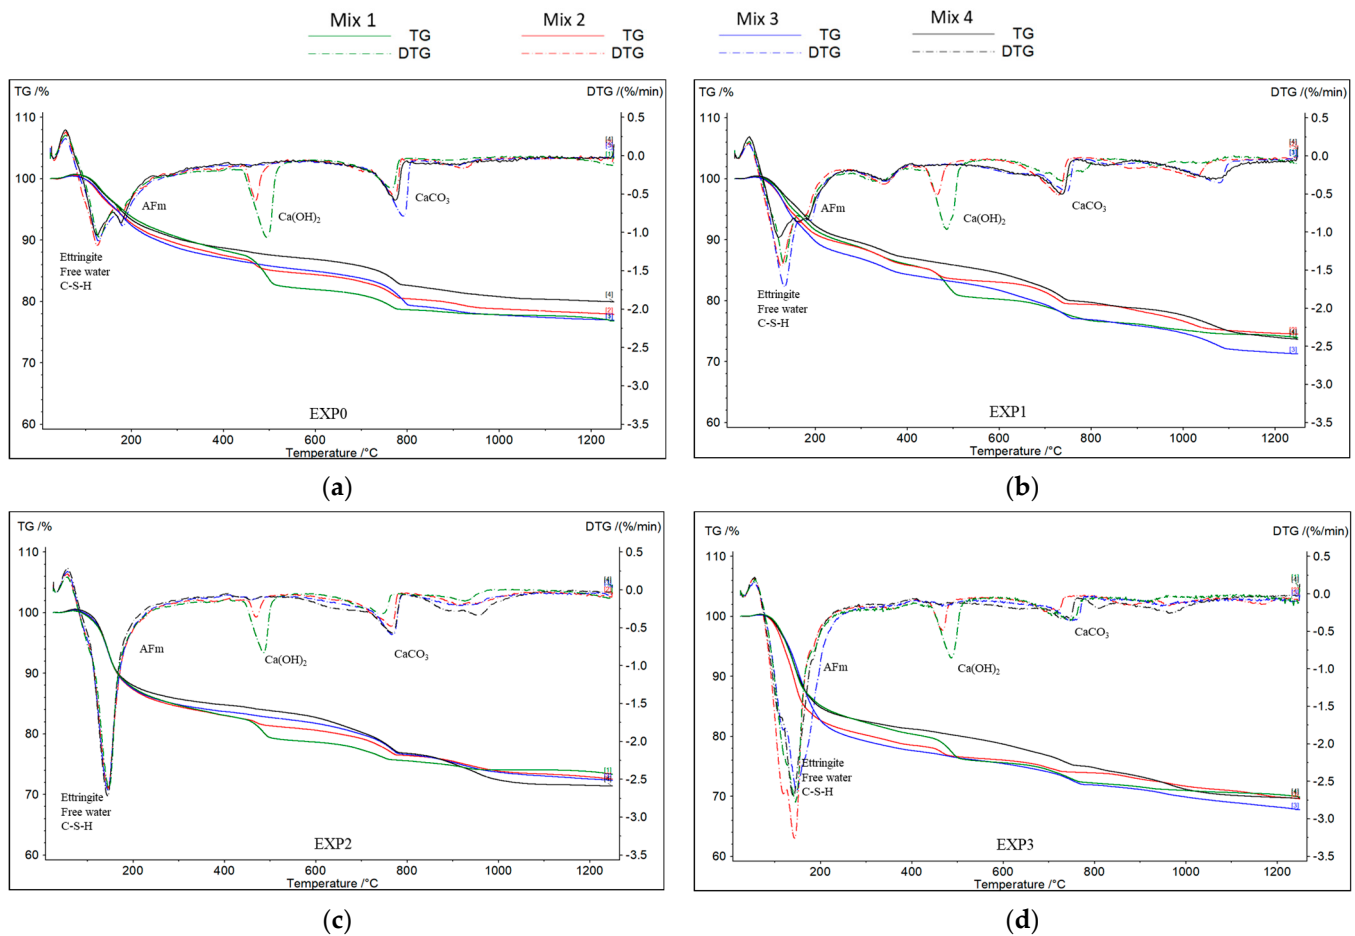 Mix 1 Mix 2 Mix 3 Mix 4
TG TG TG TG
DTG DTG DTG DTG
TG /% DTG /(%/min)
110
100
90
80
70
60
0.5
0.0
-0.5
-1.0
-1.5
-2.0
-2.5
-3.0
-3.5
AFm
Ca(OH)2
CaCO3
Ettringite
Free water
C-S-H
[4]
[3]
EXP0
200 400 600 800 1000 1200
Temperature /°C
(a)
TG /% DTG /(%/min)
110
100
90
80
70
60
0.5
0.0
-0.5
-1.0
-1.5
-2.0
-2.5
-3.0
-3.5
AFm
Ca(OH)2
CaCO3
Ettringite
Free water
C-S-H
[4]
[3]
[4]
[3]
EXP1
200 400 600 800 1000 1200
Temperature /°C
(b)
TG /% DTG /(%/min)
110
100
90
80
70
60
0.5
0.0
-0.5
-1.0
-1.5
-2.0
-2.5
-3.0
-3.5
AFm
Ca(OH)2
CaCO3
Ettringite
Free water
C-S-H
[1]
EXP2
200 400 600 800 1000 1200
Temperature /°C
(c)
TG /% DTG /(%/min)
110
100
90
80
70
60
0.5
0.0
-0.5
-1.0
-1.5
-2.0
-2.5
-3.0
-3.5
AFm
Ca(OH)2
CaCO3
Ettringite
Free water
C-S-H
[4]
[3]
EXP3
200 400 600 800 1000 1200
Temperature /°C
(d)